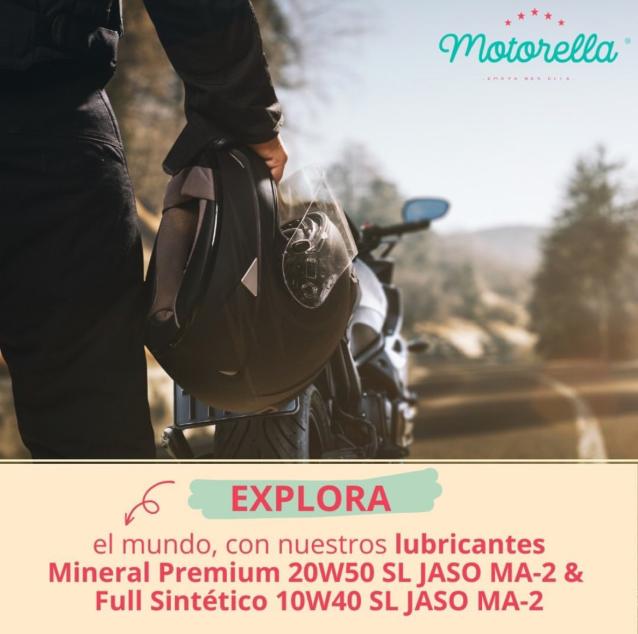 Motorella
EXPLORA
el mundo, con nuestros lubricantes
Mineral Premium 20W50 SL JASO MA-2 &
Full Sintético 10W40 SL JASO MA-2